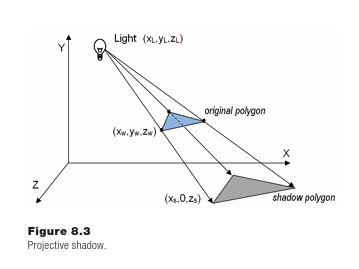 Light (xL,yL,zL)
Y
original polygon
(xw,yw,zw)
X
Z
(xs,0,zs)
shadow polygon
Figure 8.3
Projective shadow.